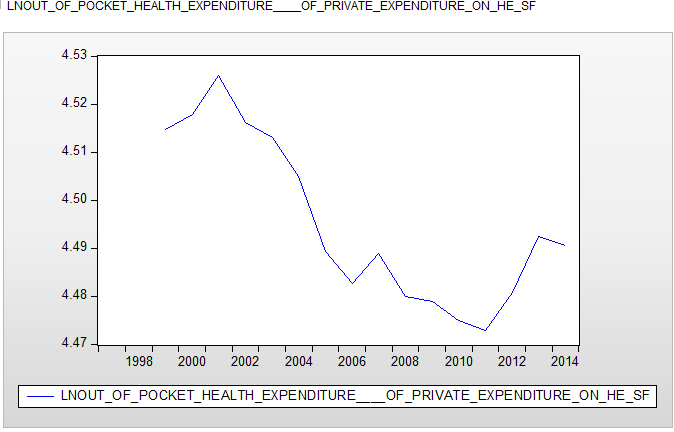 LNOUT_OF_POCKET_HEALTH_EXPENDITURE____OF_PRIVATE_EXPENDITURE_ON_HE_SF
4.53
4.52
4.51
4.50
4.49
4.48
4.47
1998 2000 2002 2004 2006 2008 2010 2012 2014
LNOUT_OF_POCKET_HEALTH_EXPENDITURE____OF_PRIVATE_EXPENDITURE_ON_HE_SF